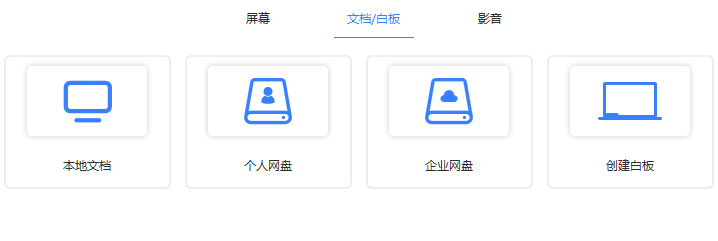 屏幕
文档/白板
影音
本地文档
个人网盘
企业网盘
创建白板